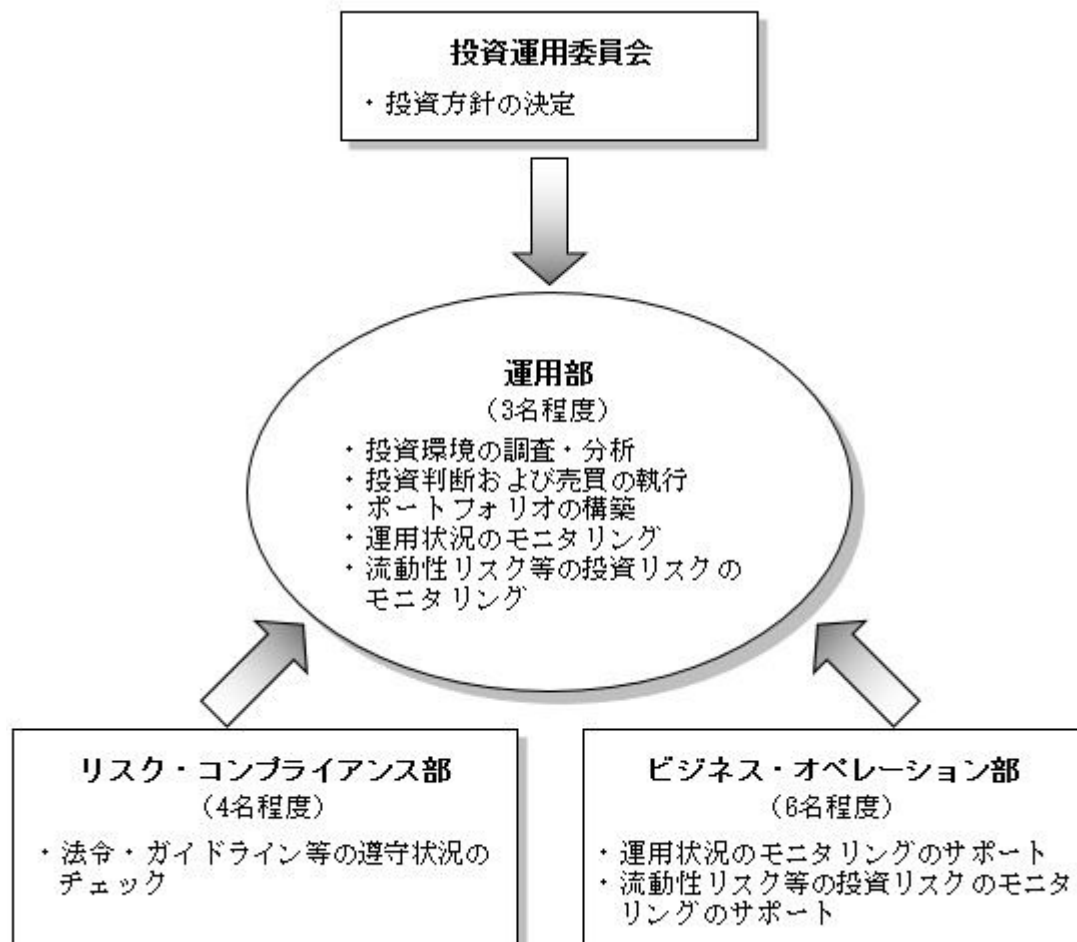 投資運用委員会
・投資方針の決定
運用部
（3名程度）
・投資環境の調査・分析
・投資判断および売買の執行
・ポートフォリオの構築
・運用状況のモニタリング
・流動性リスク等の投資リスクの
モニタリング
リスク・コンプライアンス部
（4名程度）
・法令・ガイドライン等の遵守状況の
チェック
ビジネス・オペレーション部
（6名程度）
・運用状況のモニタリングのサポート
・流動性リスク等の投資リスクのモニタ
リングのサポート